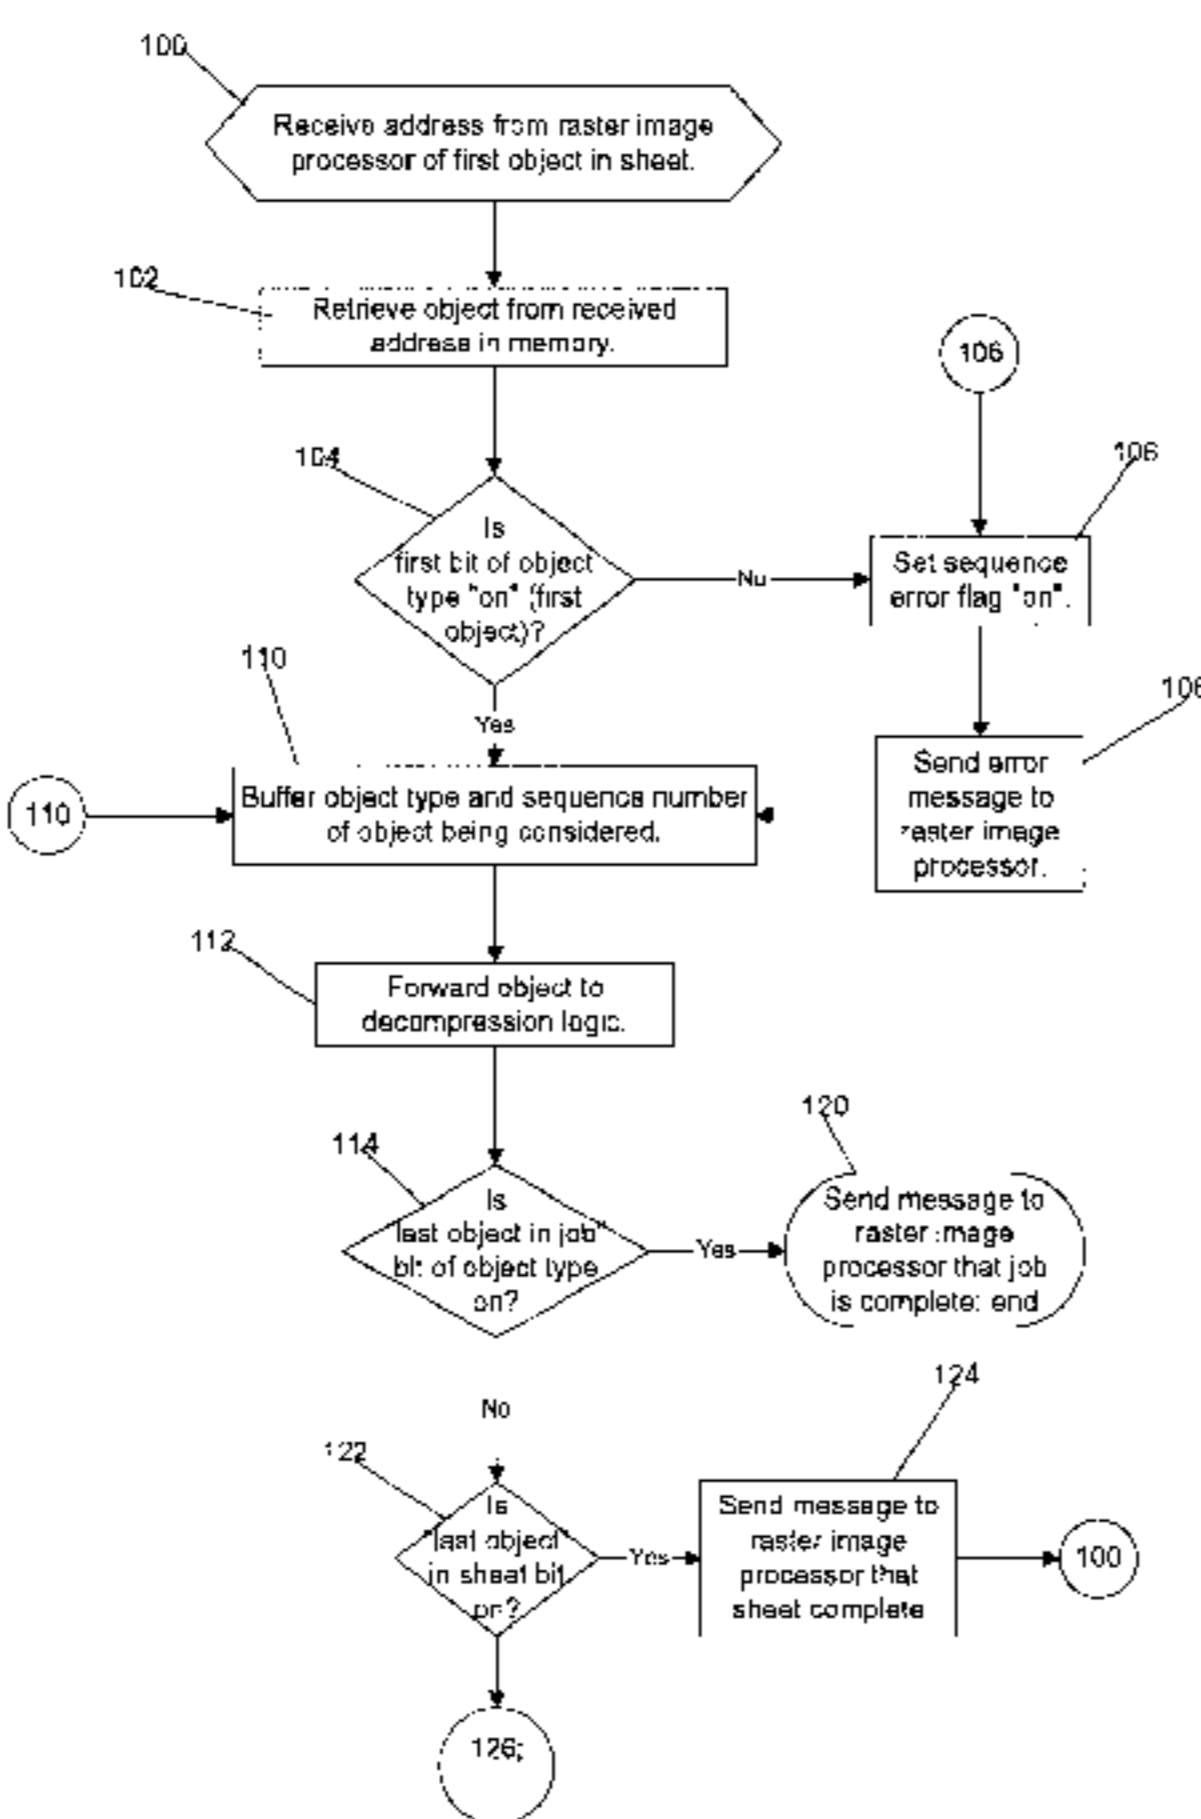 100
Receive address from raster image
processor of first object in sheet.
102
Retrieve object from received
address in memory.
106
104
106
Is
first bit of object
type "on" (first
object)?
No
Set sequence
error flag "on".
110
Yes
106
Send error
message to
raster image
processor.
110
Buffer object type and sequence number
of object being considered.
112
Forward object to
decompression logic.
120
114
Is
"last object in job"
bit of object type
on?
Yes
Send message to
raster image
processor that job
is complete: end
No
124
122
Is
"last object
in sheet bit
on?
Yes
Send message to
raster image
processor that
sheet complete
100
126